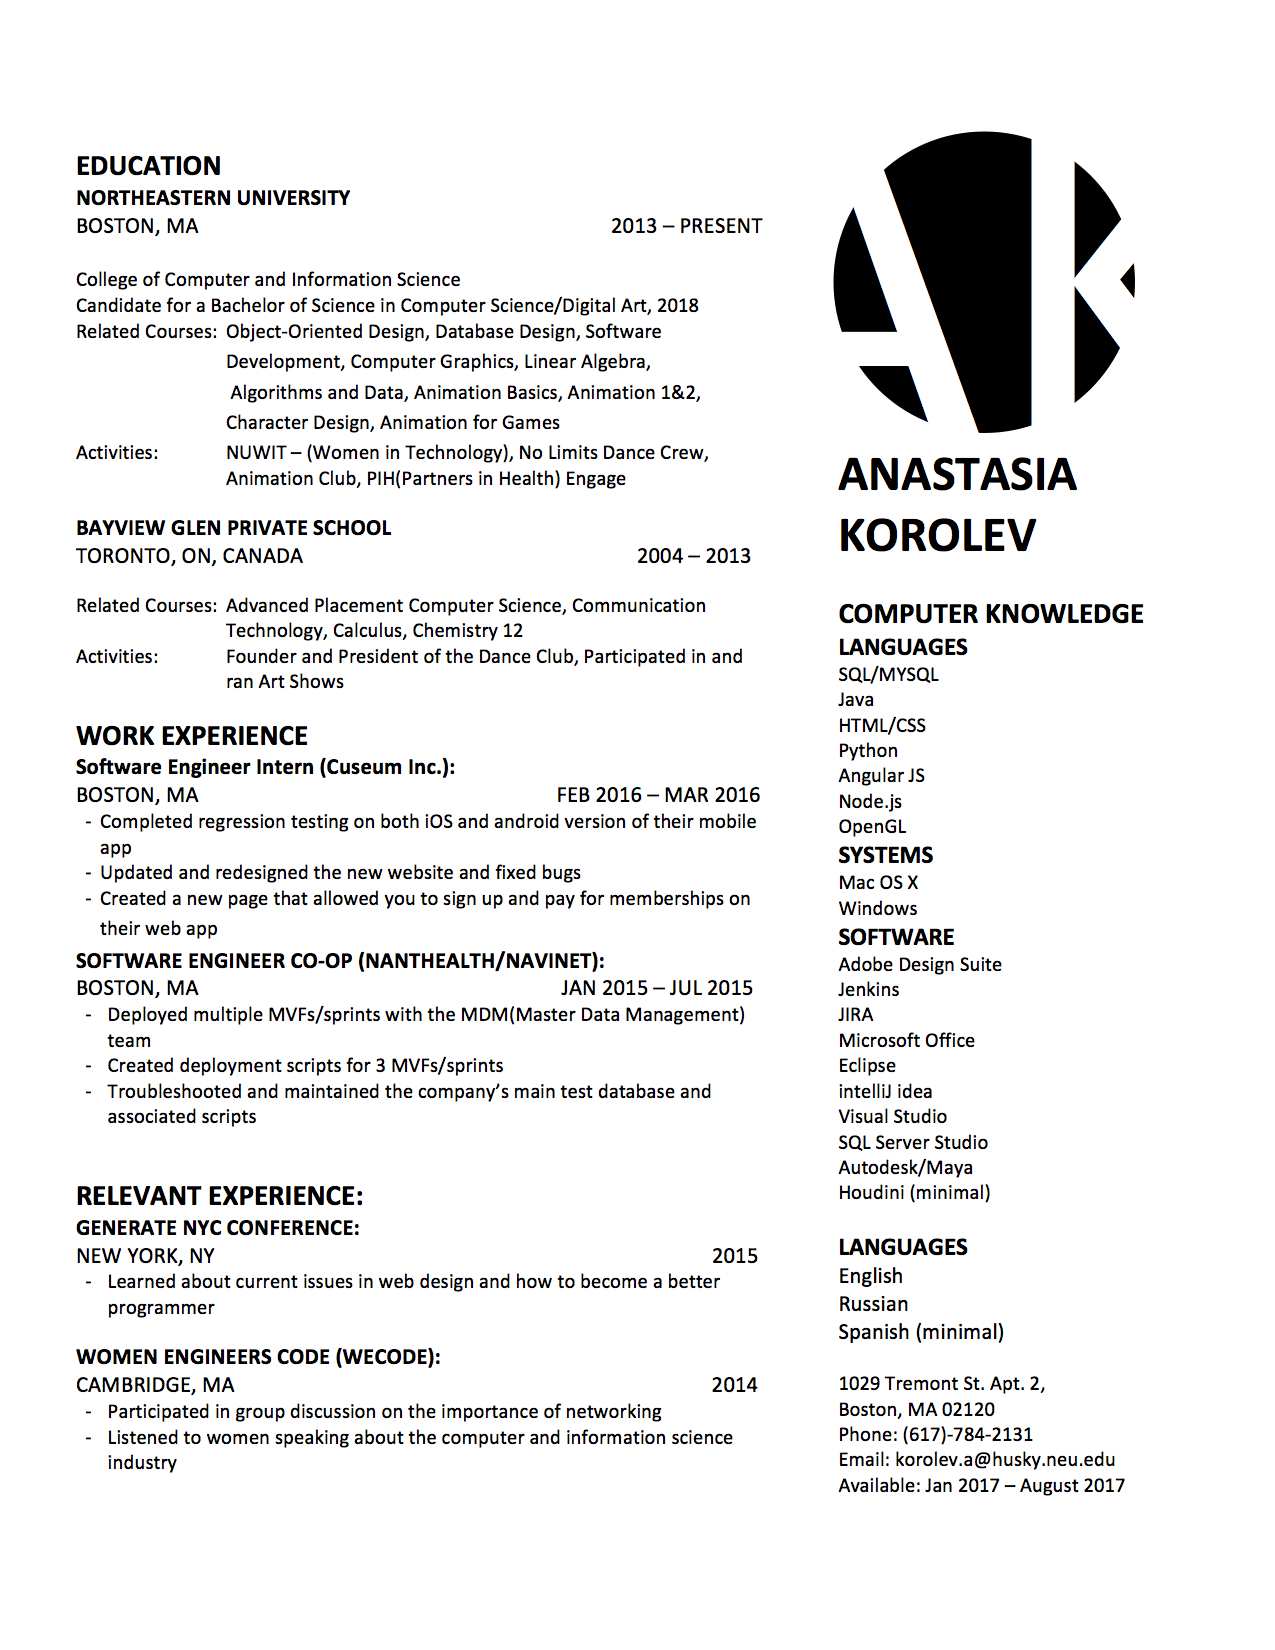 EDUCATION
NORTHEASTERN UNIVERSITY
BOSTON, MA 2013 – PRESENT
College of Computer and Information Science
Candidate for a Bachelor of Science in Computer Science/Digital Art, 2018
Related Courses: Object-Oriented Design, Database Design, Software
Development, Computer Graphics, Linear Algebra,
Algorithms and Data, Animation Basics, Animation 1&2,
Character Design, Animation for Games
Activities: NUWIT – (Women in Technology), No Limits Dance Crew,
Animation Club, PIH(Partners in Health) Engage
BAYVIEW GLEN PRIVATE SCHOOL
TORONTO, ON, CANADA 2004 – 2013
Related Courses: Advanced Placement Computer Science, Communication
Technology, Calculus, Chemistry 12
Activities: Founder and President of the Dance Club, Participated in and
ran Art Shows
WORK EXPERIENCE
Software Engineer Intern (Cuseum Inc.):
BOSTON, MA FEB 2016 – MAR 2016
- Completed regression testing on both iOS and android version of their mobile
app
- Updated and redesigned the new website and fixed bugs
- Created a new page that allowed you to sign up and pay for memberships on
their web app
SOFTWARE ENGINEER CO-OP (NANTHEALTH/NAVINET):
BOSTON, MA JAN 2015 – JUL 2015
- Deployed multiple MVFs/sprints with the MDM(Master Data Management)
team
- Created deployment scripts for 3 MVFs/sprints
- Troubleshooted and maintained the company’s main test database and
associated scripts
RELEVANT EXPERIENCE:
GENERATE NYC CONFERENCE:
NEW YORK, NY 2015
- Learned about current issues in web design and how to become a better
programmer
WOMEN ENGINEERS CODE (WECODE):
CAMBRIDGE, MA 2014
- Participated in group discussion on the importance of networking
- Listened to women speaking about the computer and information science
industry
AK
ANASTASIA
KOROLEV
COMPUTER KNOWLEDGE
LANGUAGES
SQL/MYSQL
Java
HTML/CSS
Python
Angular JS
Node.js
OpenGL
SYSTEMS
Mac OS X
Windows
SOFTWARE
Adobe Design Suite
Jenkins
JIRA
Microsoft Office
Eclipse
intelliJ idea
Visual Studio
SQL Server Studio
Autodesk/Maya
Houdini (minimal)
LANGUAGES
English
Russian
Spanish (minimal)
1029 Tremont St. Apt. 2,
Boston, MA 02120
Phone: (617)-784-2131
Email: korolev.a@husky.neu.edu
Available: Jan 2017 – August 2017